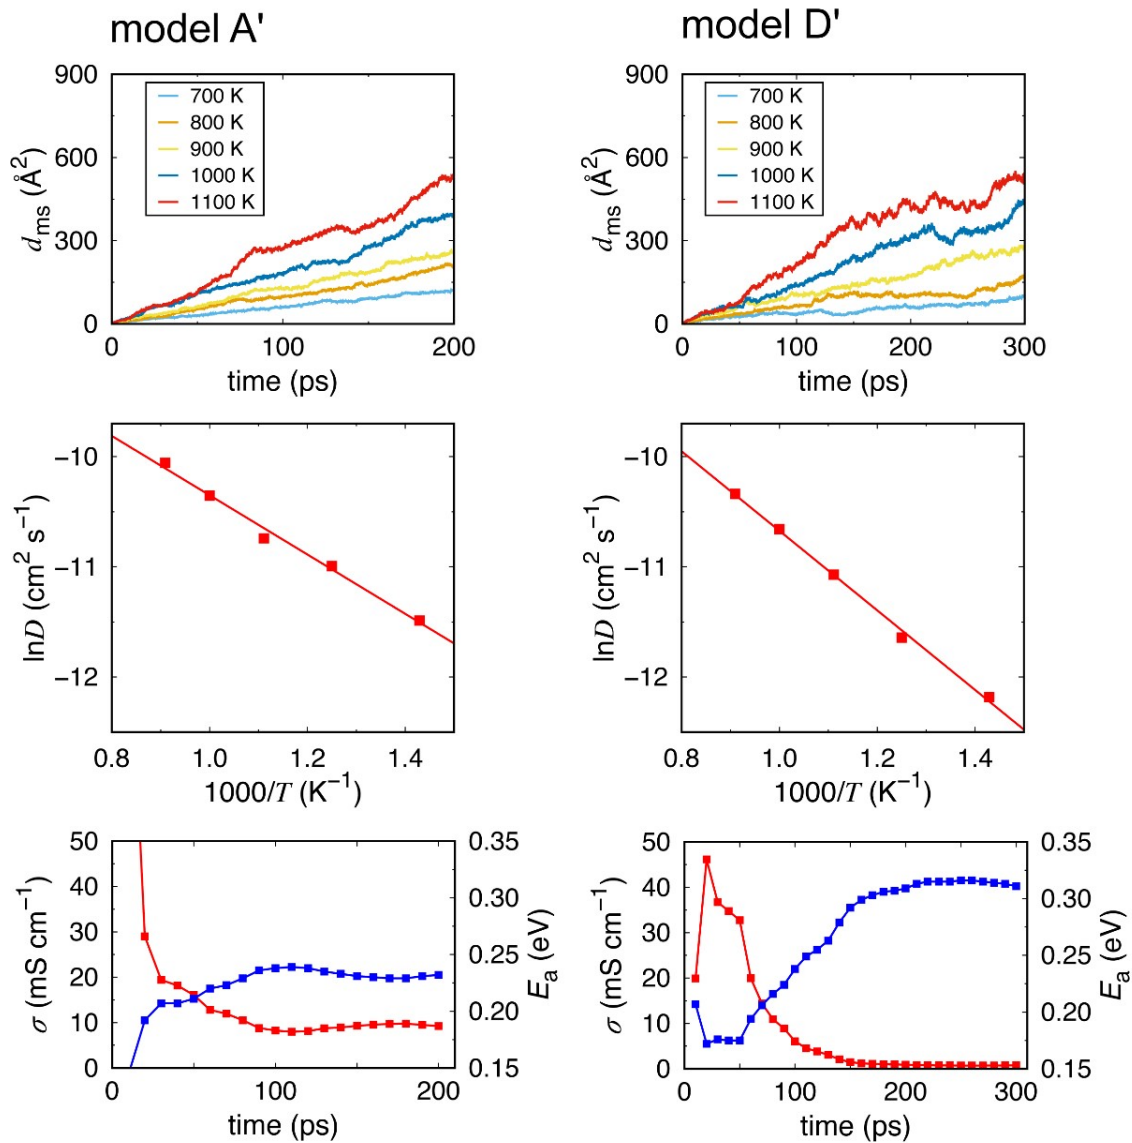 model A'
model D'
900
600
300
0
d_ms (Å²)
700 K
800 K
900 K
1000 K
1100 K
0 100 200
time (ps)
900
600
300
0
d_ms (Å²)
700 K
800 K
900 K
1000 K
1100 K
0 100 200 300
time (ps)
−10
−11
−12
lnD (cm² s⁻¹)
0.8 1.0 1.2 1.4
1000/T (K⁻¹)
−10
−11
−12
lnD (cm² s⁻¹)
0.8 1.0 1.2 1.4
1000/T (K⁻¹)
50
40
30
20
10
0
σ (mS cm⁻¹)
0.35
0.30
0.25
0.20
0.15
Eₐ (eV)
0 100 200
time (ps)
50
40
30
20
10
0
σ (mS cm⁻¹)
0.35
0.30
0.25
0.20
0.15
Eₐ (eV)
0 100 200 300
time (ps)